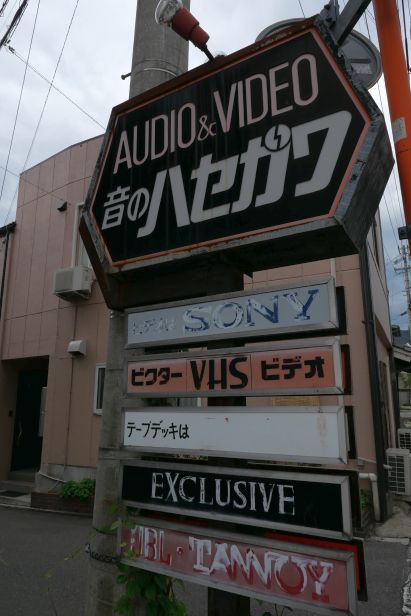 AUDIO&VIDEO
音のハセガワ
SONY
ビクター VHS ビデオ
テープデッキは
EXCLUSIVE
JBL・TANNOY